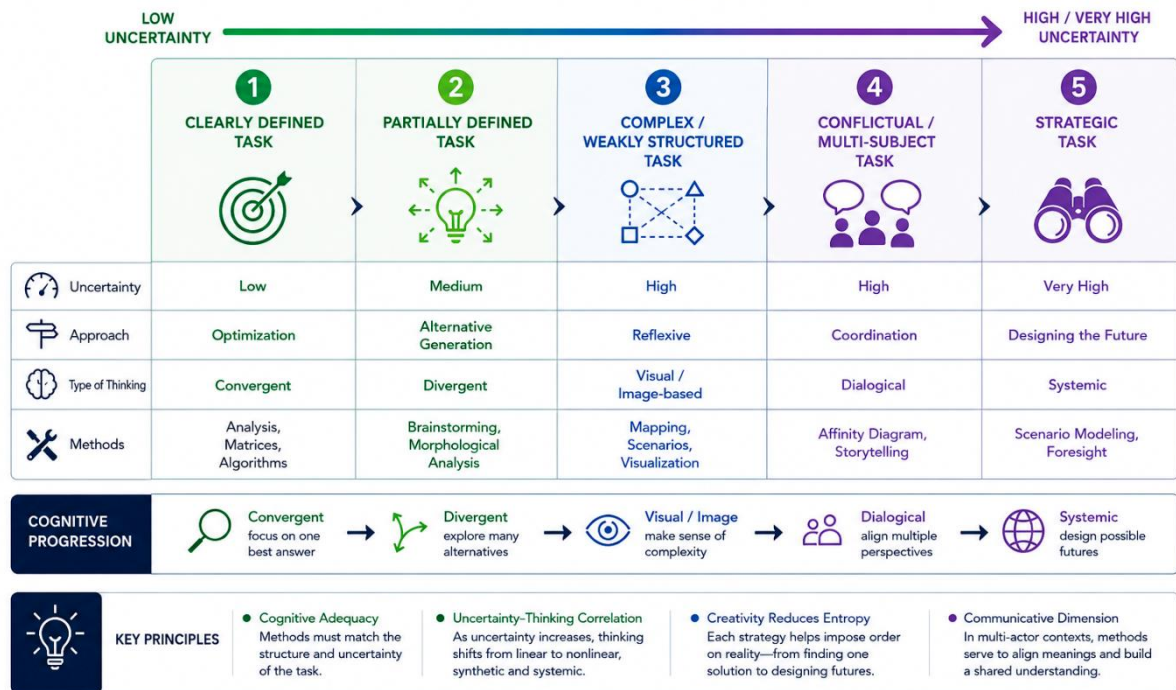 LOW
UNCERTAINTY
HIGH / VERY HIGH
UNCERTAINTY
1
CLEARLY DEFINED
TASK
2
PARTIALLY DEFINED
TASK
3
COMPLEX /
WEAKLY STRUCTURED
TASK
4
CONFLICTUAL /
MULTI-SUBJECT
TASK
5
STRATEGIC
TASK
Uncertainty
Low
Medium
High
High
Very High
Approach
Optimization
Alternative
Generation
Reflexive
Coordination
Designing the Future
Type of Thinking
Convergent
Divergent
Visual /
Image-based
Dialogical
Systemic
Methods
Analysis,
Matrices,
Algorithms
Brainstorming,
Morphological
Analysis
Mapping,
Scenarios,
Visualization
Affinity Diagram,
Storytelling
Scenario Modeling,
Foresight
COGNITIVE
PROGRESSION
Convergent
focus on one
best answer
Divergent
explore many
alternatives
Visual / Image
make sense of
complexity
Dialogical
align multiple
perspectives
Systemic
design possible
futures
KEY PRINCIPLES
Cognitive Adequacy
Methods must match the
structure and uncertainty
of the task.
Uncertainty–Thinking Correlation
As uncertainty increases, thinking
shifts from linear to nonlinear,
synthetic and systemic.
Creativity Reduces Entropy
Each strategy helps impose order
on reality—from finding one
solution to designing futures.
Communicative Dimension
In multi-actor contexts, methods
serve to align meanings and build
a shared understanding.